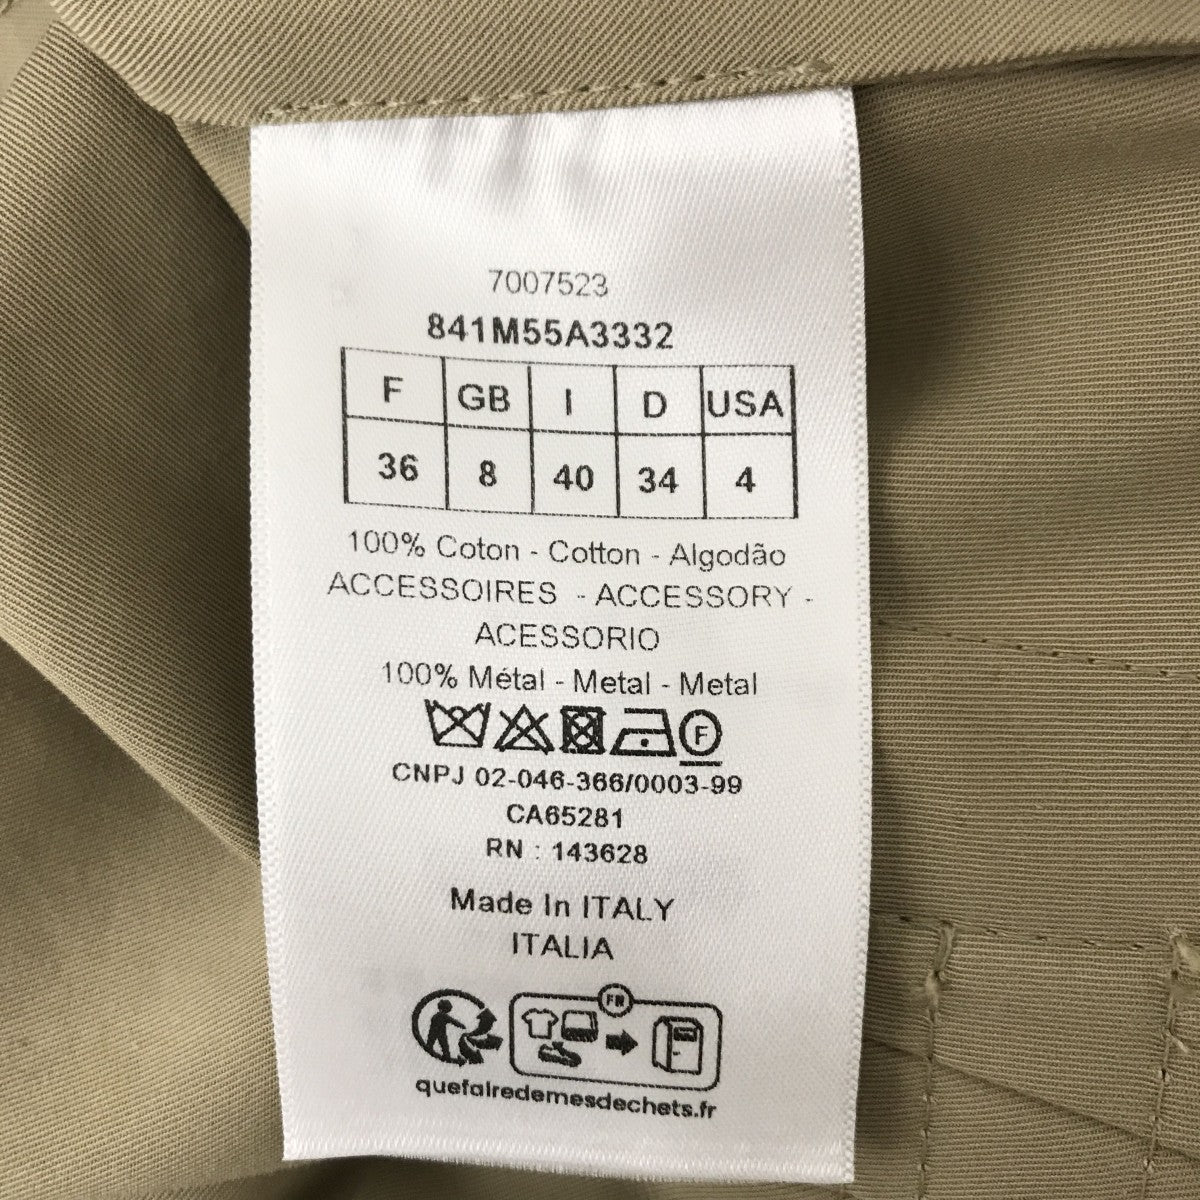 7007523
841M55A3332
F GB I D USA
36 8 40 34 4
100% Coton - Cotton - Algodão
ACCESSOIRES - ACCESSORY -
ACESSORIO
100% Métal - Metal - Metal
F
CNPJ 02-046-366/0003-99
CA65281
RN : 143628
Made In ITALY
ITALIA
FR
quefairedemesdechets.fr